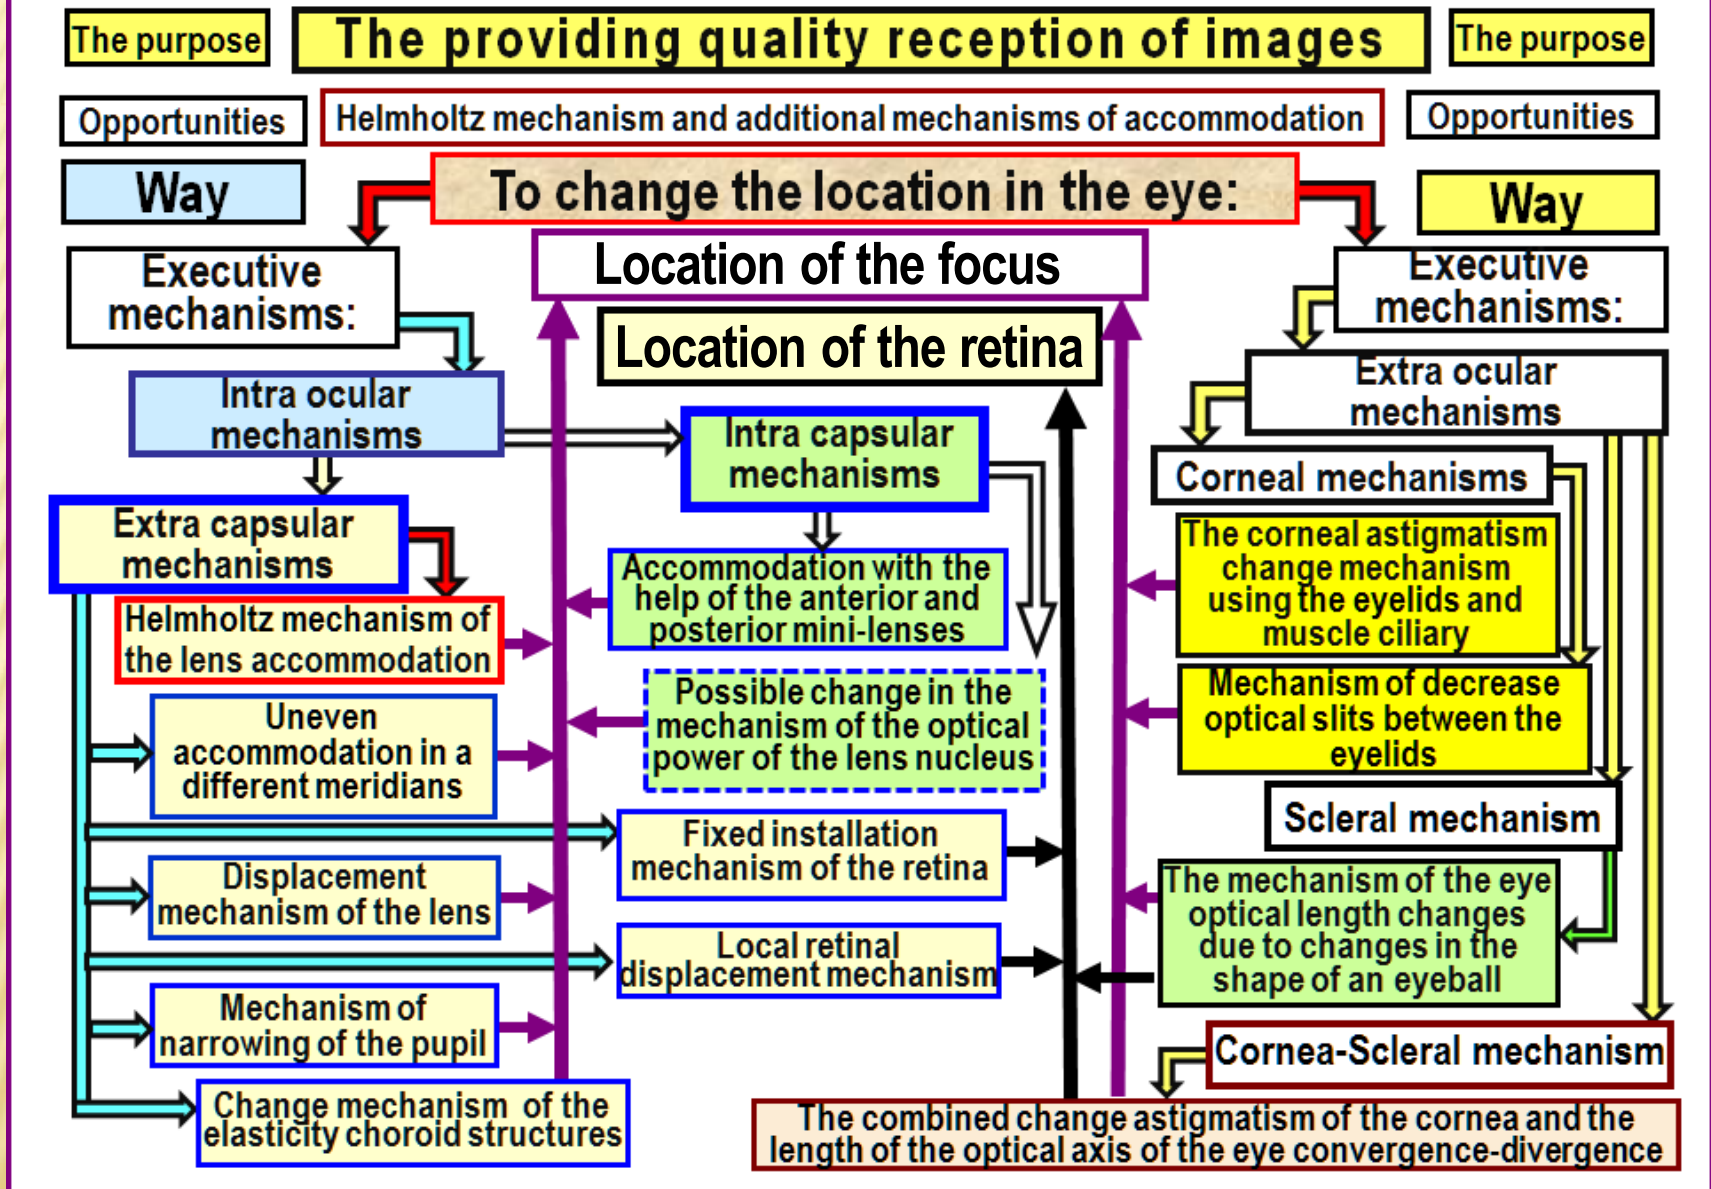 The purpose
The providing quality reception of images
The purpose
Opportunities
Helmholtz mechanism and additional mechanisms of accommodation
Opportunities
Way
To change the location in the eye:
Way
Executive
mechanisms:
Location of the focus
Executive
mechanisms:
Location of the retina
Intra ocular
mechanisms
Extra ocular
mechanisms
Intra capsular
mechanisms
Corneal mechanisms
Extra capsular
mechanisms
Accommodation with the
help of the anterior and
posterior mini-lenses
The corneal astigmatism
change mechanism
using the eyelids and
muscle ciliary
Helmholtz mechanism of
the lens accommodation
Possible change in the
mechanism of the optical
power of the lens nucleus
Mechanism of decrease
optical slits between the
eyelids
Uneven
accommodation in a
different meridians
Scleral mechanism
Fixed installation
mechanism of the retina
Displacement
mechanism of the lens
The mechanism of the eye
optical length changes
due to changes in the
shape of an eyeball
Local retinal
displacement mechanism
Mechanism of
narrowing of the pupil
Cornea-Scleral mechanism
Change mechanism of the
elasticity choroid structures
The combined change astigmatism of the cornea and the
length of the optical axis of the eye convergence-divergence